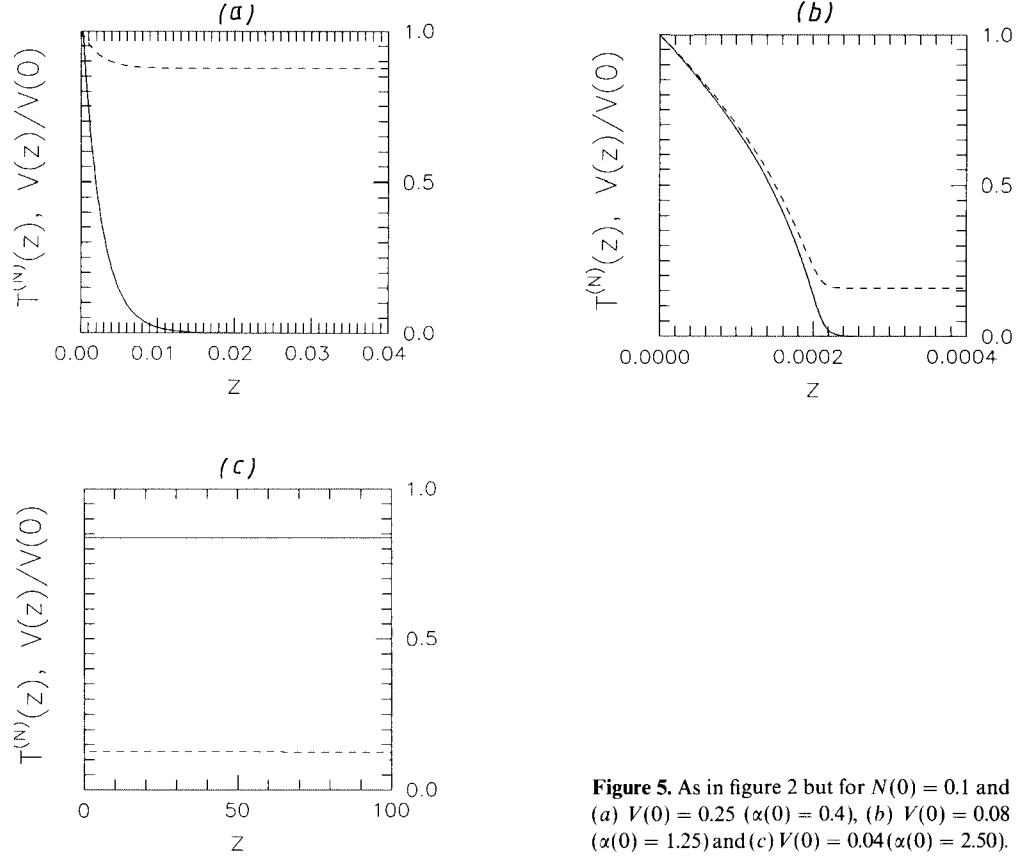 (a)
T^(N)(z), V(z)/V(0)
1.0
0.5
0.0
0.00 0.01 0.02 0.03 0.04
z
(b)
T^(N)(z), V(z)/V(0)
1.0
0.5
0.0
0.0000 0.0002 0.0004
z
(c)
T^(N)(z), V(z)/V(0)
1.0
0.5
0.0
0 50 100
z
Figure 5. As in figure 2 but for N(0) = 0.1 and
(a) V(0) = 0.25 (α(0) = 0.4), (b) V(0) = 0.08
(α(0) = 1.25) and (c) V(0) = 0.04 (α(0) = 2.50).